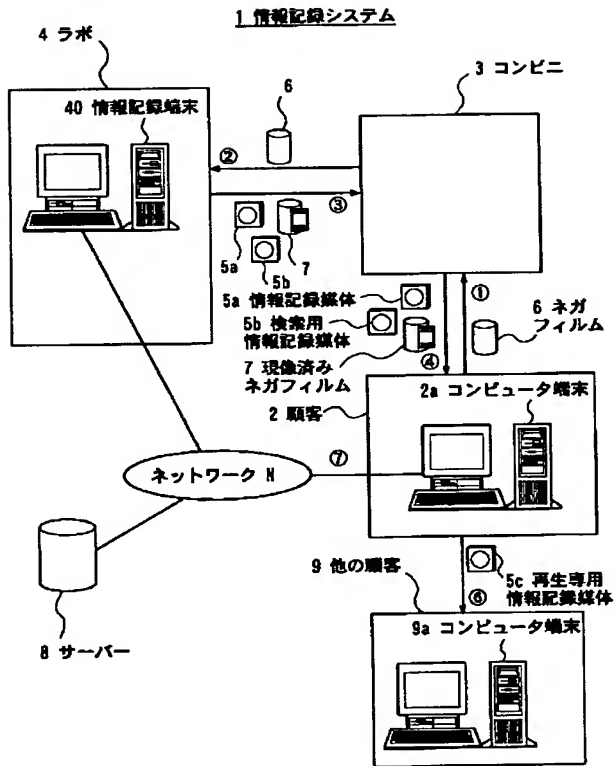 1 情報記録システム
4 ラボ
40 情報記録端末
6
3 コンビニ
②
③
5a
5b
7
5a 情報記録媒体
5b 検索用
情報記録媒体
7 現像済み
ネガフィルム
④
①
6 ネガ
フィルム
2 顧客
2a コンピュータ端末
ネットワーク N
⑦
8 サーバー
9 他の顧客
5c 再生専用
情報記録媒体
⑥
9a コンピュータ端末